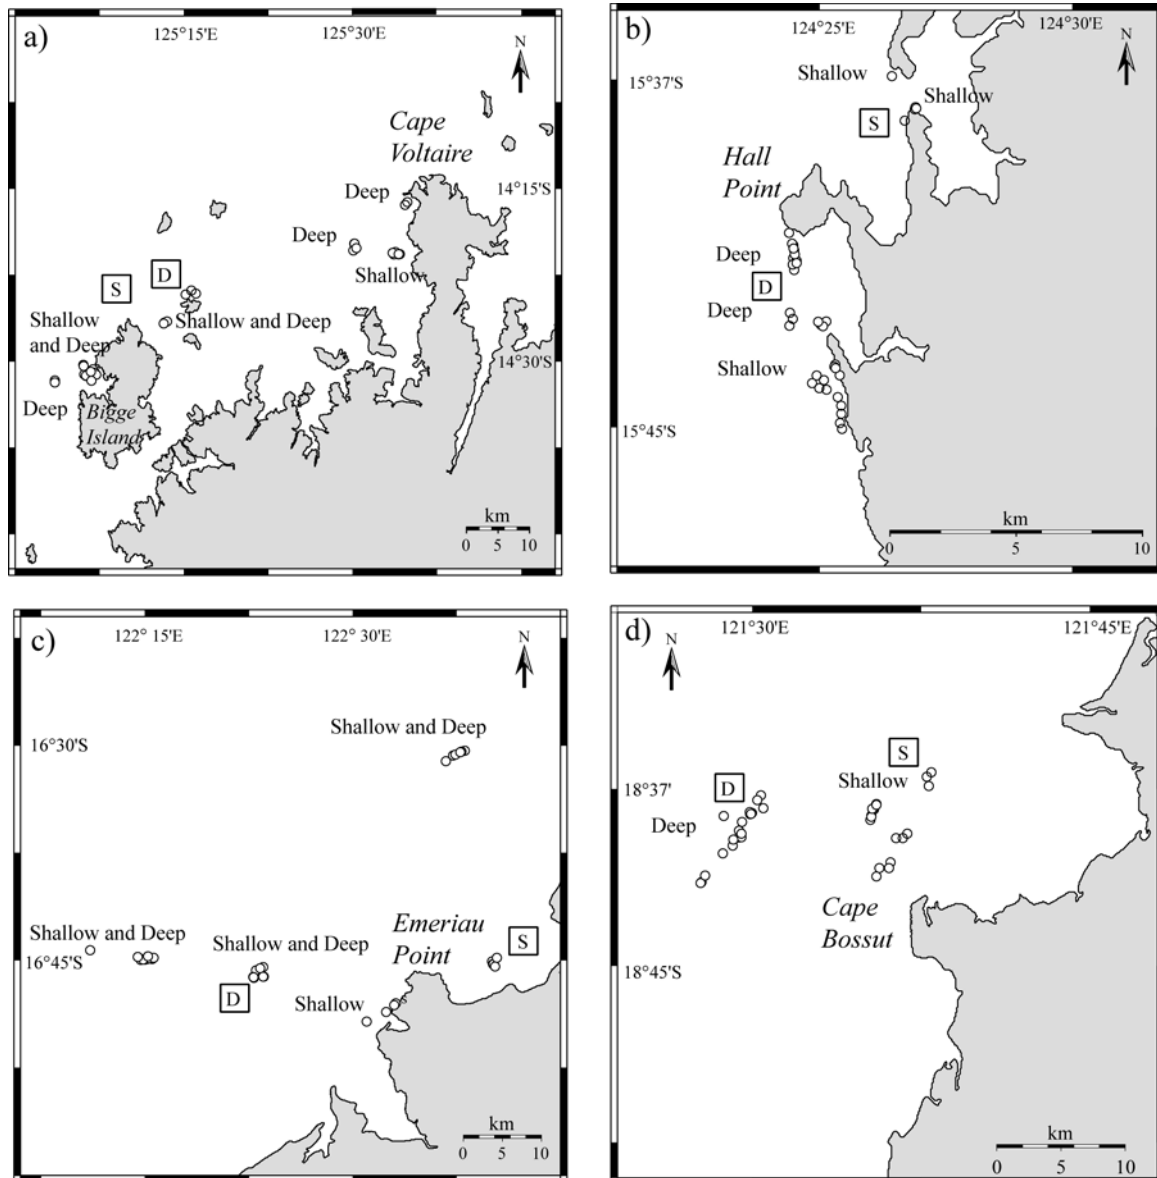 a)
125°15'E
125°30'E
N
Cape
Voltaire
Deep
14°15'S
Deep
Shallow
S
D
Shallow
and Deep
Shallow and Deep
14°30'S
Deep
Bigge
Island
km
0 5 10
b)
124°25'E
124°30'E
N
Shallow
15°37'S
Shallow
S
Hall
Point
Deep
D
Deep
Shallow
15°45'S
km
0 5 10
c)
122°15'E
122°30'E
N
Shallow and Deep
16°30'S
Emeriau
Point
S
Shallow and Deep
Shallow and Deep
16°45'S
D
Shallow
km
0 5 10
d)
121°30'E
121°45'E
N
S
Shallow
D
18°37'
Deep
Cape
Bossut
18°45'S
km
0 5 10